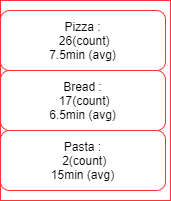 Pizza :
26(count)
7.5min (avg)
Bread :
17(count)
6.5min (avg)
Pasta :
2(count)
15min (avg)